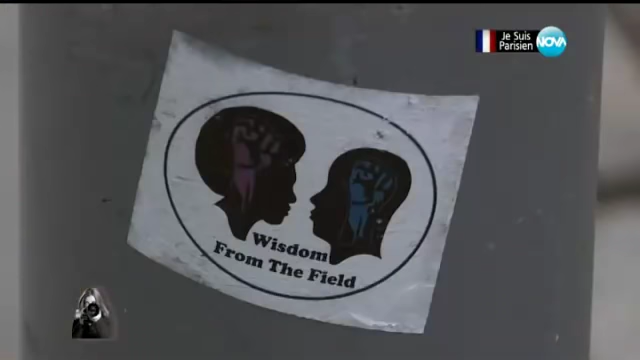 Je Suis
Parisien
NOVA
Wisdom
From The Field